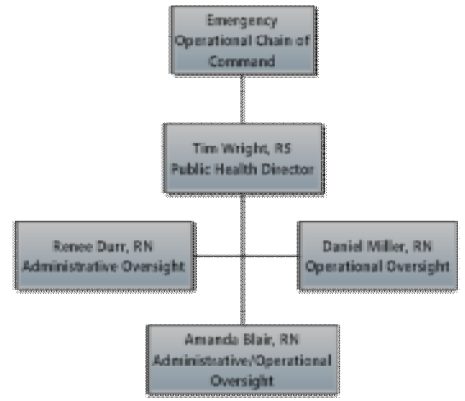 Emergency
Operational Chain of
Command
Tim Wright, RS
Public Health Director
Renee Durr, RN
Administrative Oversight
Daniel Miller, RN
Operational Oversight
Amanda Blair, RN
Administrative/Operational
Oversight